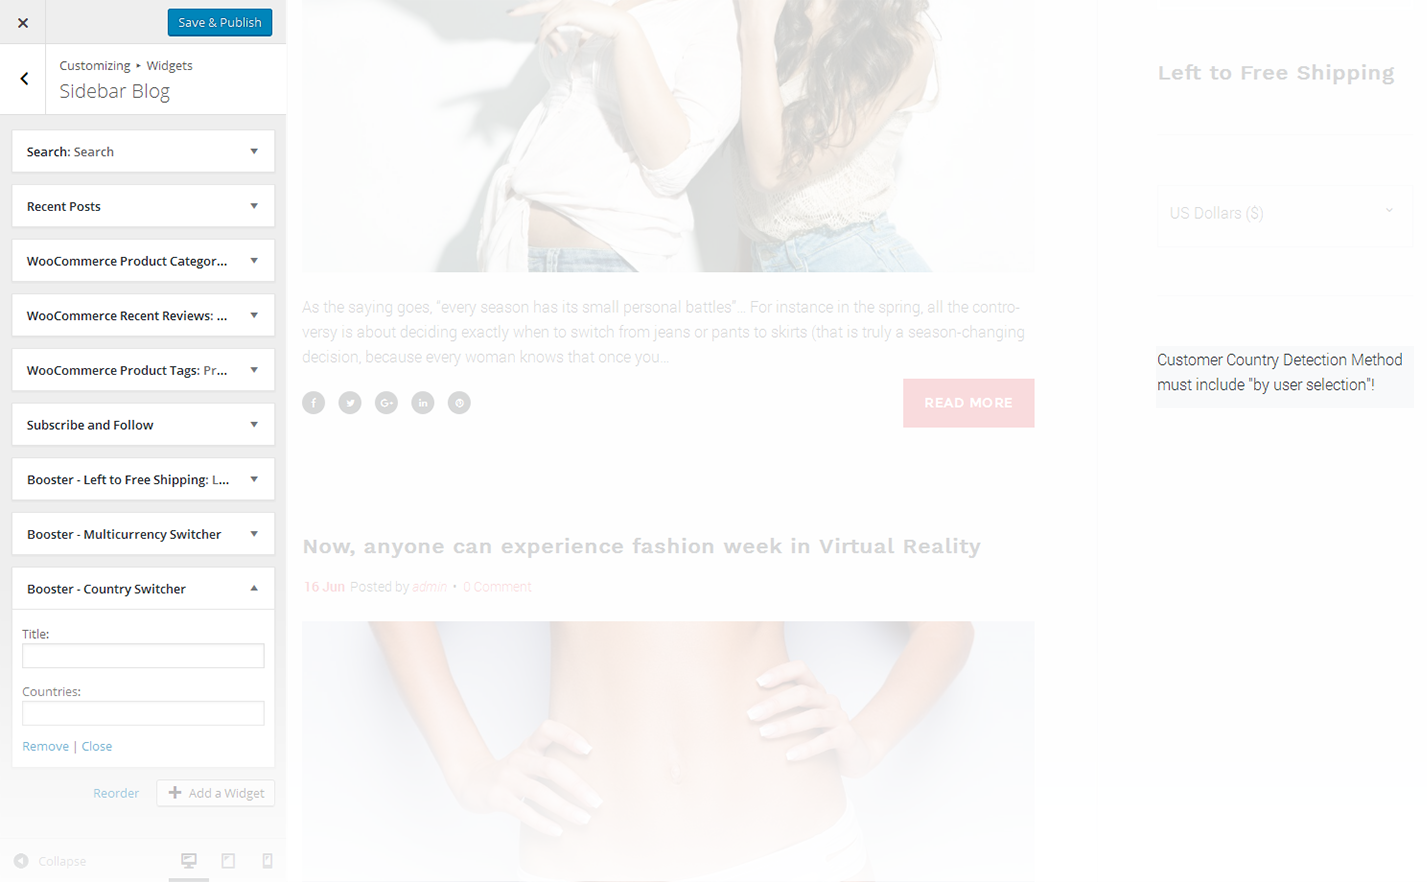 Save & Publish
Customizing ▸ Widgets
Sidebar Blog
Search: Search
Recent Posts
WooCommerce Product Categor...
WooCommerce Recent Reviews: ...
WooCommerce Product Tags: Pr...
Subscribe and Follow
Booster - Left to Free Shipping: L...
Booster - Multicurrency Switcher
Booster - Country Switcher
Title:
Countries:
Remove | Close
Reorder
Add a Widget
Collapse
As the saying goes, “every season has its small personal battles”… For instance in the spring, all the contro-
versy is about deciding exactly when to switch from jeans or pants to skirts (that is truly a season-changing
decision, because every woman knows that once you…
READ MORE
Now, anyone can experience fashion week in Virtual Reality
16 Jun Posted by admin • 0 Comment
Left to Free Shipping
US Dollars ($)
Customer Country Detection Method
must include "by user selection"!